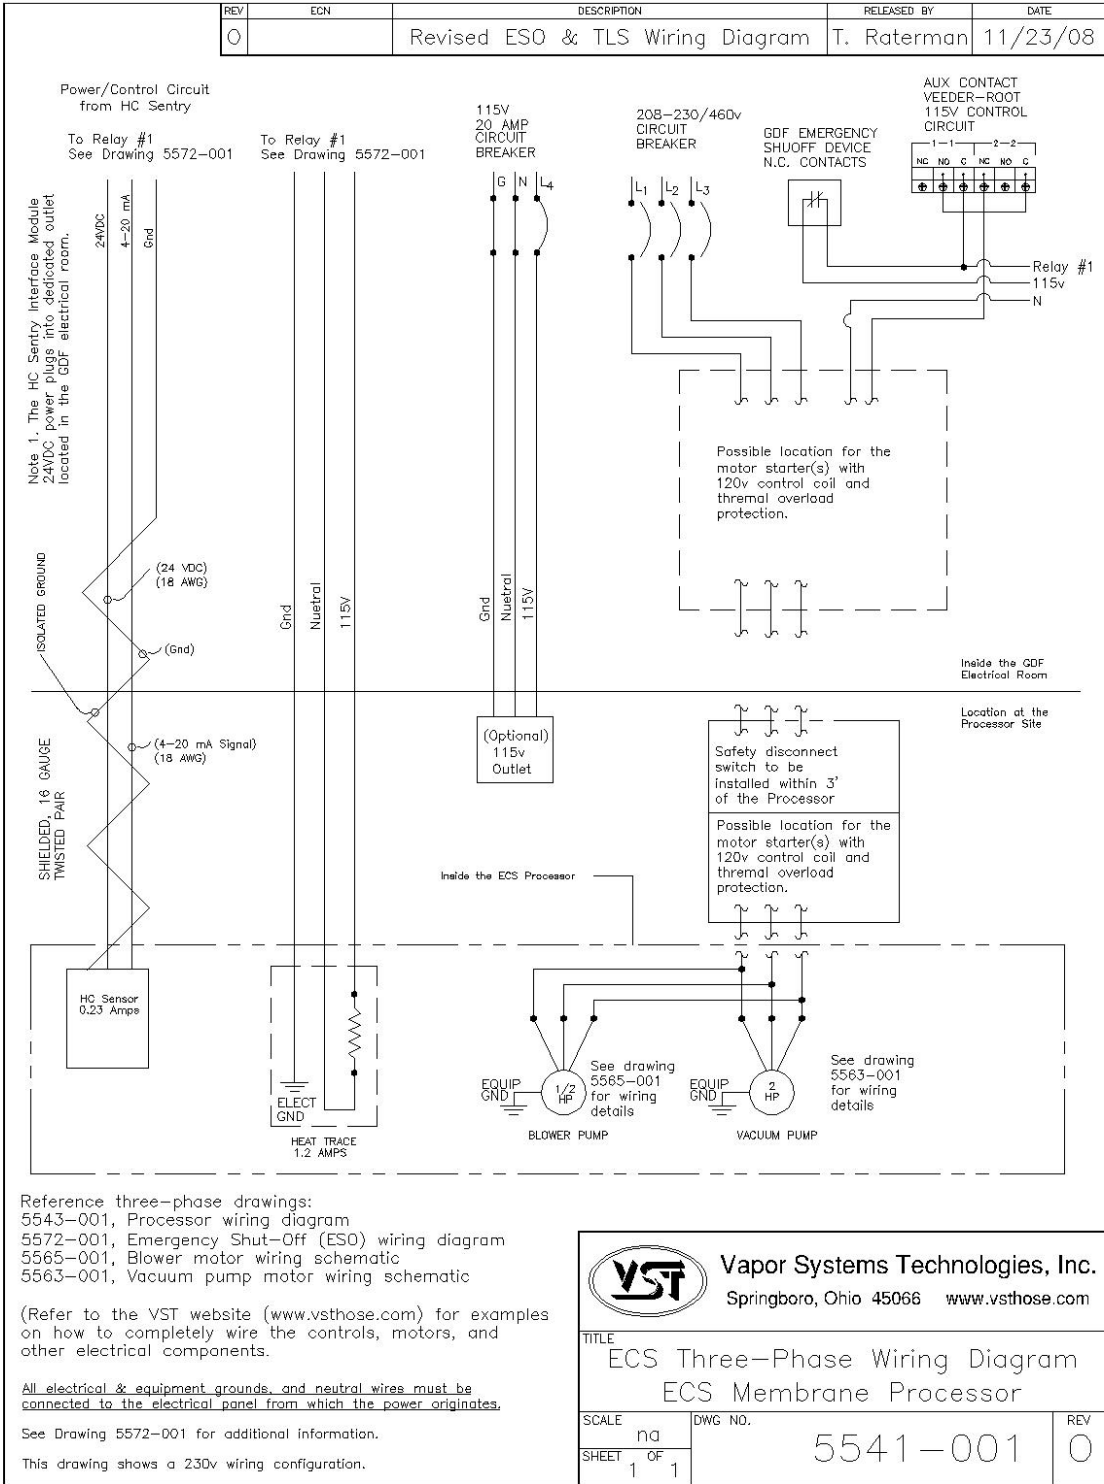 REV ECN DESCRIPTION RELEASED BY DATE
O Revised ESO & TLS Wiring Diagram T. Raterman 11/23/08
Power/Control Circuit
from HC Sentry
To Relay #1
See Drawing 5572-001
To Relay #1
See Drawing 5572-001
115V
20 AMP
CIRCUIT
BREAKER
208-230/460v
CIRCUIT
BREAKER
GDF EMERGENCY
SHUOFF DEVICE
N.C. CONTACTS
AUX CONTACT
VEEDER-ROOT
115V CONTROL
CIRCUIT
1-1 2-2
NC NO C NC NO C
G N L4
L1 L2 L3
Relay #1
115v
N
Note 1. The HC Sentry Interface Module
24VDC power plugs into dedicated outlet
located in the GDF electrical room.
24VDC
4-20 mA
Gnd
Possible location for the
motor starter(s) with
120v control coil and
thremal overload
protection.
ISOLATED GROUND
(24 VDC)
(18 AWG)
(Gnd)
Gnd
Nuetral
115V
Gnd
Nuetral
115V
Inside the GDF
Electrical Room
Location at the
Processor Site
(4-20 mA Signal)
(18 AWG)
SHIELDED, 16 GAUGE
TWISTED PAIR
(Optional)
115v
Outlet
Safety disconnect
switch to be
installed within 3'
of the Processor
Possible location for the
motor starter(s) with
120v control coil and
thremal overload
protection.
Inside the ECS Processor
HC Sensor
0.23 Amps
ELECT
GND
HEAT TRACE
1.2 AMPS
EQUIP
GND
1/2
HP
See drawing
5565-001
for wiring
details
BLOWER PUMP
EQUIP
GND
2
HP
See drawing
5563-001
for wiring
details
VACUUM PUMP
Reference three-phase drawings:
5543-001, Processor wiring diagram
5572-001, Emergency Shut-Off (ESO) wiring diagram
5565-001, Blower motor wiring schematic
5563-001, Vacuum pump motor wiring schematic
(Refer to the VST website (www.vsthose.com) for examples
on how to completely wire the controls, motors, and
other electrical components.
All electrical & equipment grounds, and neutral wires must be
connected to the electrical panel from which the power originates.
See Drawing 5572-001 for additional information.
This drawing shows a 230v wiring configuration.
VST
Vapor Systems Technologies, Inc.
Springboro, Ohio 45066 www.vsthose.com
TITLE
ECS Three-Phase Wiring Diagram
ECS Membrane Processor
SCALE
na
DWG NO.
5541-001
REV
O
SHEET 1 OF 1